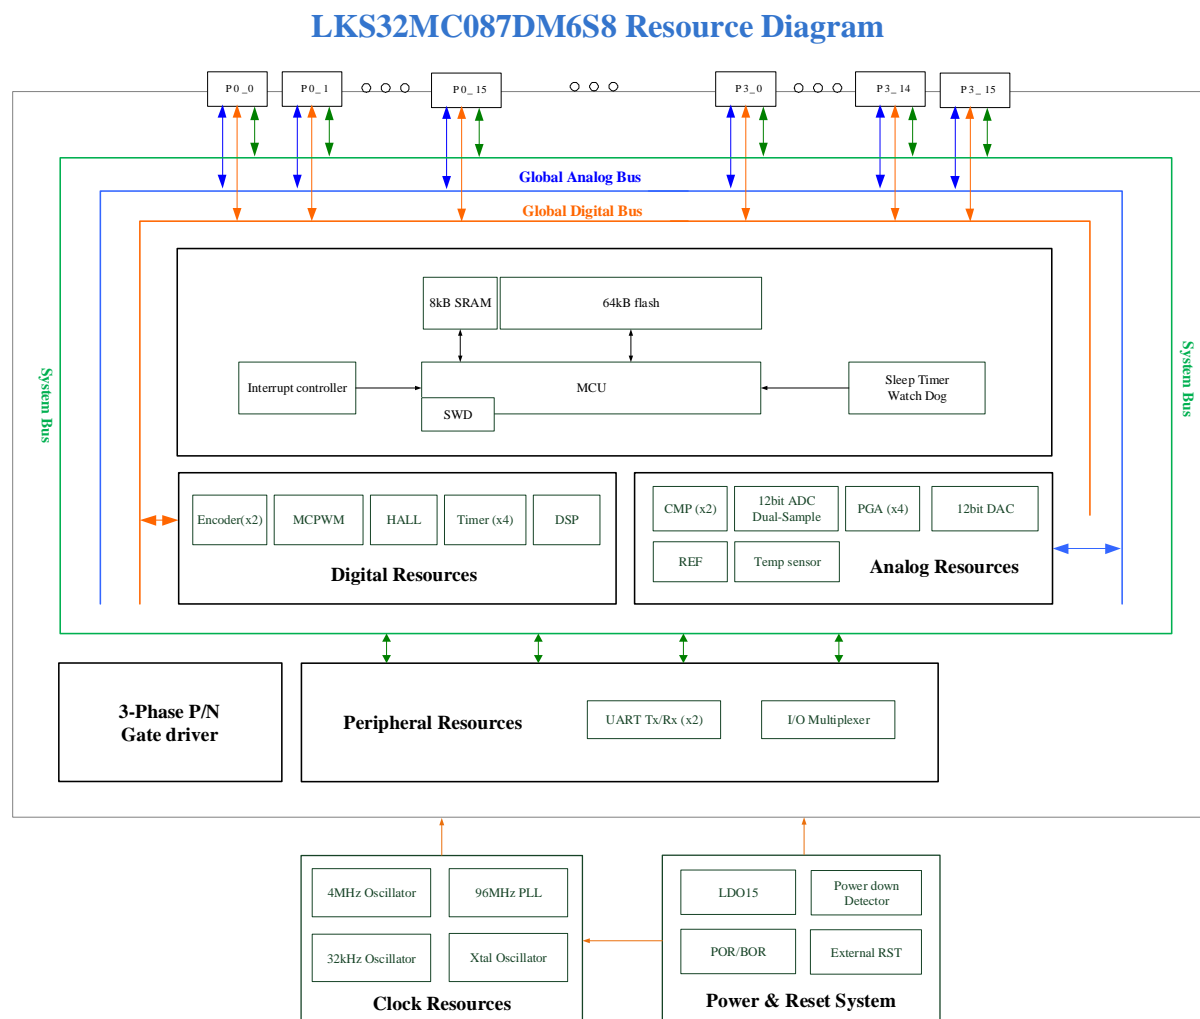 LKS32MC087DM6S8 Resource Diagram
P0_0
P0_1
P0_15
P3_0
P3_14
P3_15
Global Analog Bus
Global Digital Bus
System Bus
System Bus
8kB SRAM
64kB flash
Interrupt controller
MCU
SWD
Sleep Timer
Watch Dog
Encoder(x2)
MCPWM
HALL
Timer (x4)
DSP
Digital Resources
CMP (x2)
12bit ADC
Dual-Sample
PGA (x4)
12bit DAC
REF
Temp sensor
Analog Resources
3-Phase P/N
Gate driver
Peripheral Resources
UART Tx/Rx (x2)
I/O Multiplexer
4MHz Oscillator
96MHz PLL
32kHz Oscillator
Xtal Oscillator
Clock Resources
LDO15
Power down
Detector
POR/BOR
External RST
Power & Reset System